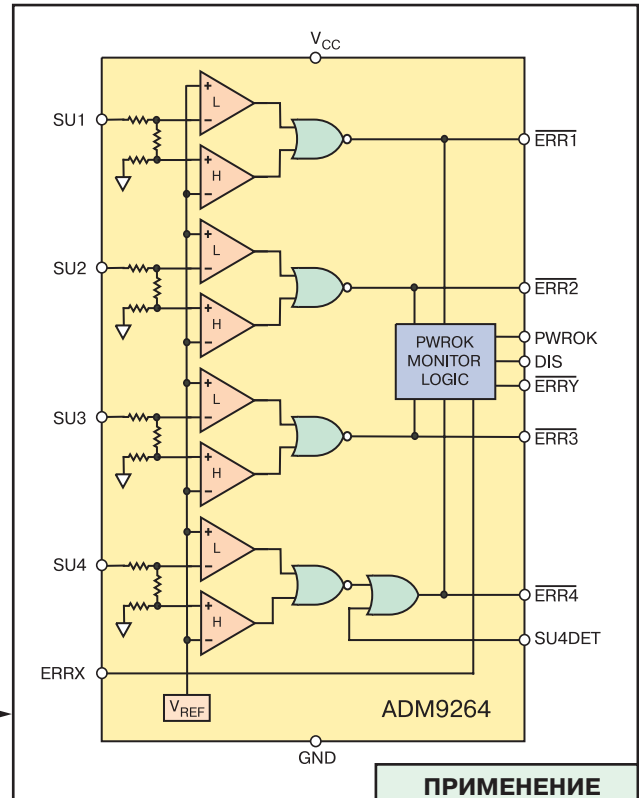 VCC
L
SU1
ERR1
H
L
SU2
ERR2
H
PWROK
MONITOR
LOGIC
PWROK
DIS
ERRY
L
SU3
ERR3
H
L
SU4
ERR4
H
SU4DET
ERRX
VREF
ADM9264
GND
ПРИМЕНЕНИЕ